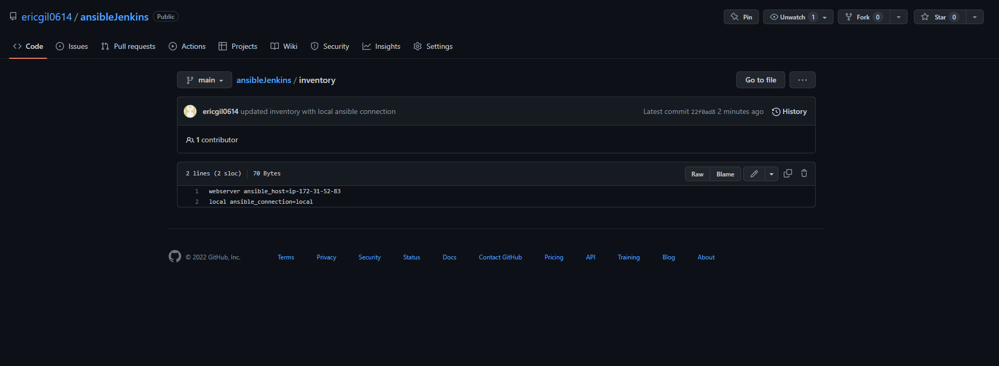 ericgil0614 / ansibleJenkins Public
Pin Unwatch 1 Fork 0 Star 0
Code Issues Pull requests Actions Projects Wiki Security Insights Settings
main ansibleJenkins / inventory Go to file ...
ericgil0614 updated inventory with local ansible connection Latest commit 22f0ad8 2 minutes ago History
1 contributor
2 lines (2 sloc) 70 Bytes Raw Blame
1 webserver ansible_host=ip-172-31-52-83
2 local ansible_connection=local
© 2022 GitHub, Inc. Terms Privacy Security Status Docs Contact GitHub Pricing API Training Blog About